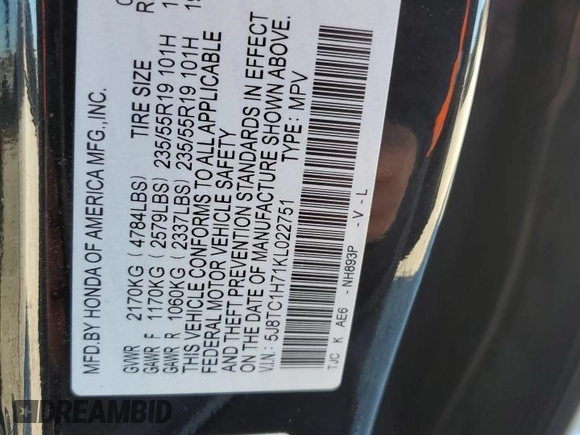 MFD.BY HONDA OF AMERICA MFG.,INC.
GVWR 2170KG ( 4784LBS) TIRE SIZE
GAWR F 1170KG ( 2579LBS) 235/55R19 101H
GAWR R 1060KG ( 2337LBS) 235/55R19 101H
THIS VEHICLE CONFORMS TO ALL APPLICABLE
FEDERAL MOTOR VEHICLE SAFETY
AND THEFT PREVENTION STANDARDS IN EFFECT
ON THE DATE OF MANUFACTURE SHOWN ABOVE.
V.I.N.: 5J8TC1H71KL022751 TYPE: MPV
TJC K AE6 -NH893P - V - L
DREAMBID